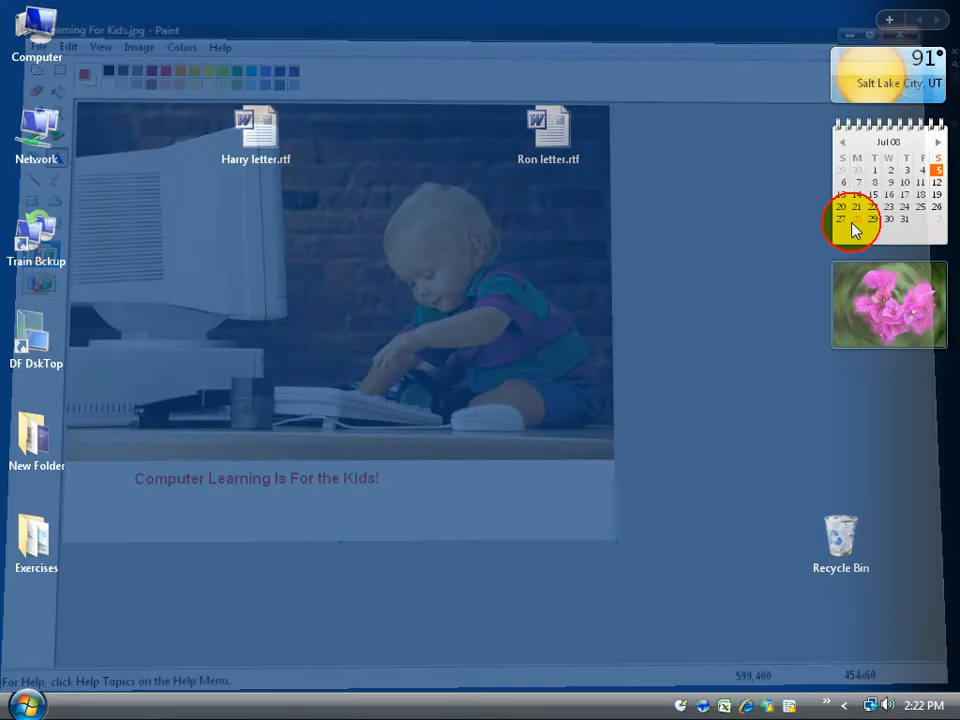 earning For Kids.jpg - Paint
File Edit View Image Colors Help
Computer
Network
Train Bckup
DF DskTop
New Folder
Exercises
Harry letter.rtf
Ron letter.rtf
Computer Learning Is For the Kids!
91°
Salt Lake City, UT
Jul 08
S M T W T F S
29 30 1 2 3 4 5
6 7 8 9 10 11 12
13 14 15 16 17 18 19
20 21 22 23 24 25 26
27 28 29 30 31 1 2
Recycle Bin
For Help, click Help Topics on the Help Menu.
599,400
454x60
2:22 PM